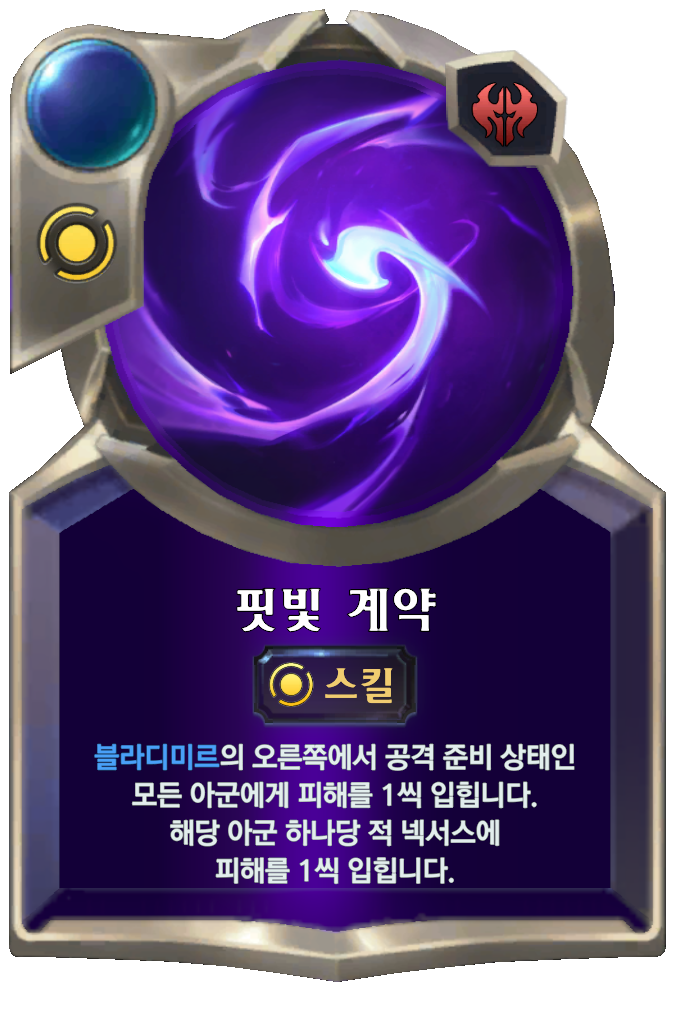 핏빛 계약
스킬
블라디미르의 오른쪽에서 공격 준비 상태인
모든 아군에게 피해를 1씩 입힙니다.
해당 아군 하나당 적 넥서스에
피해를 1씩 입힙니다.